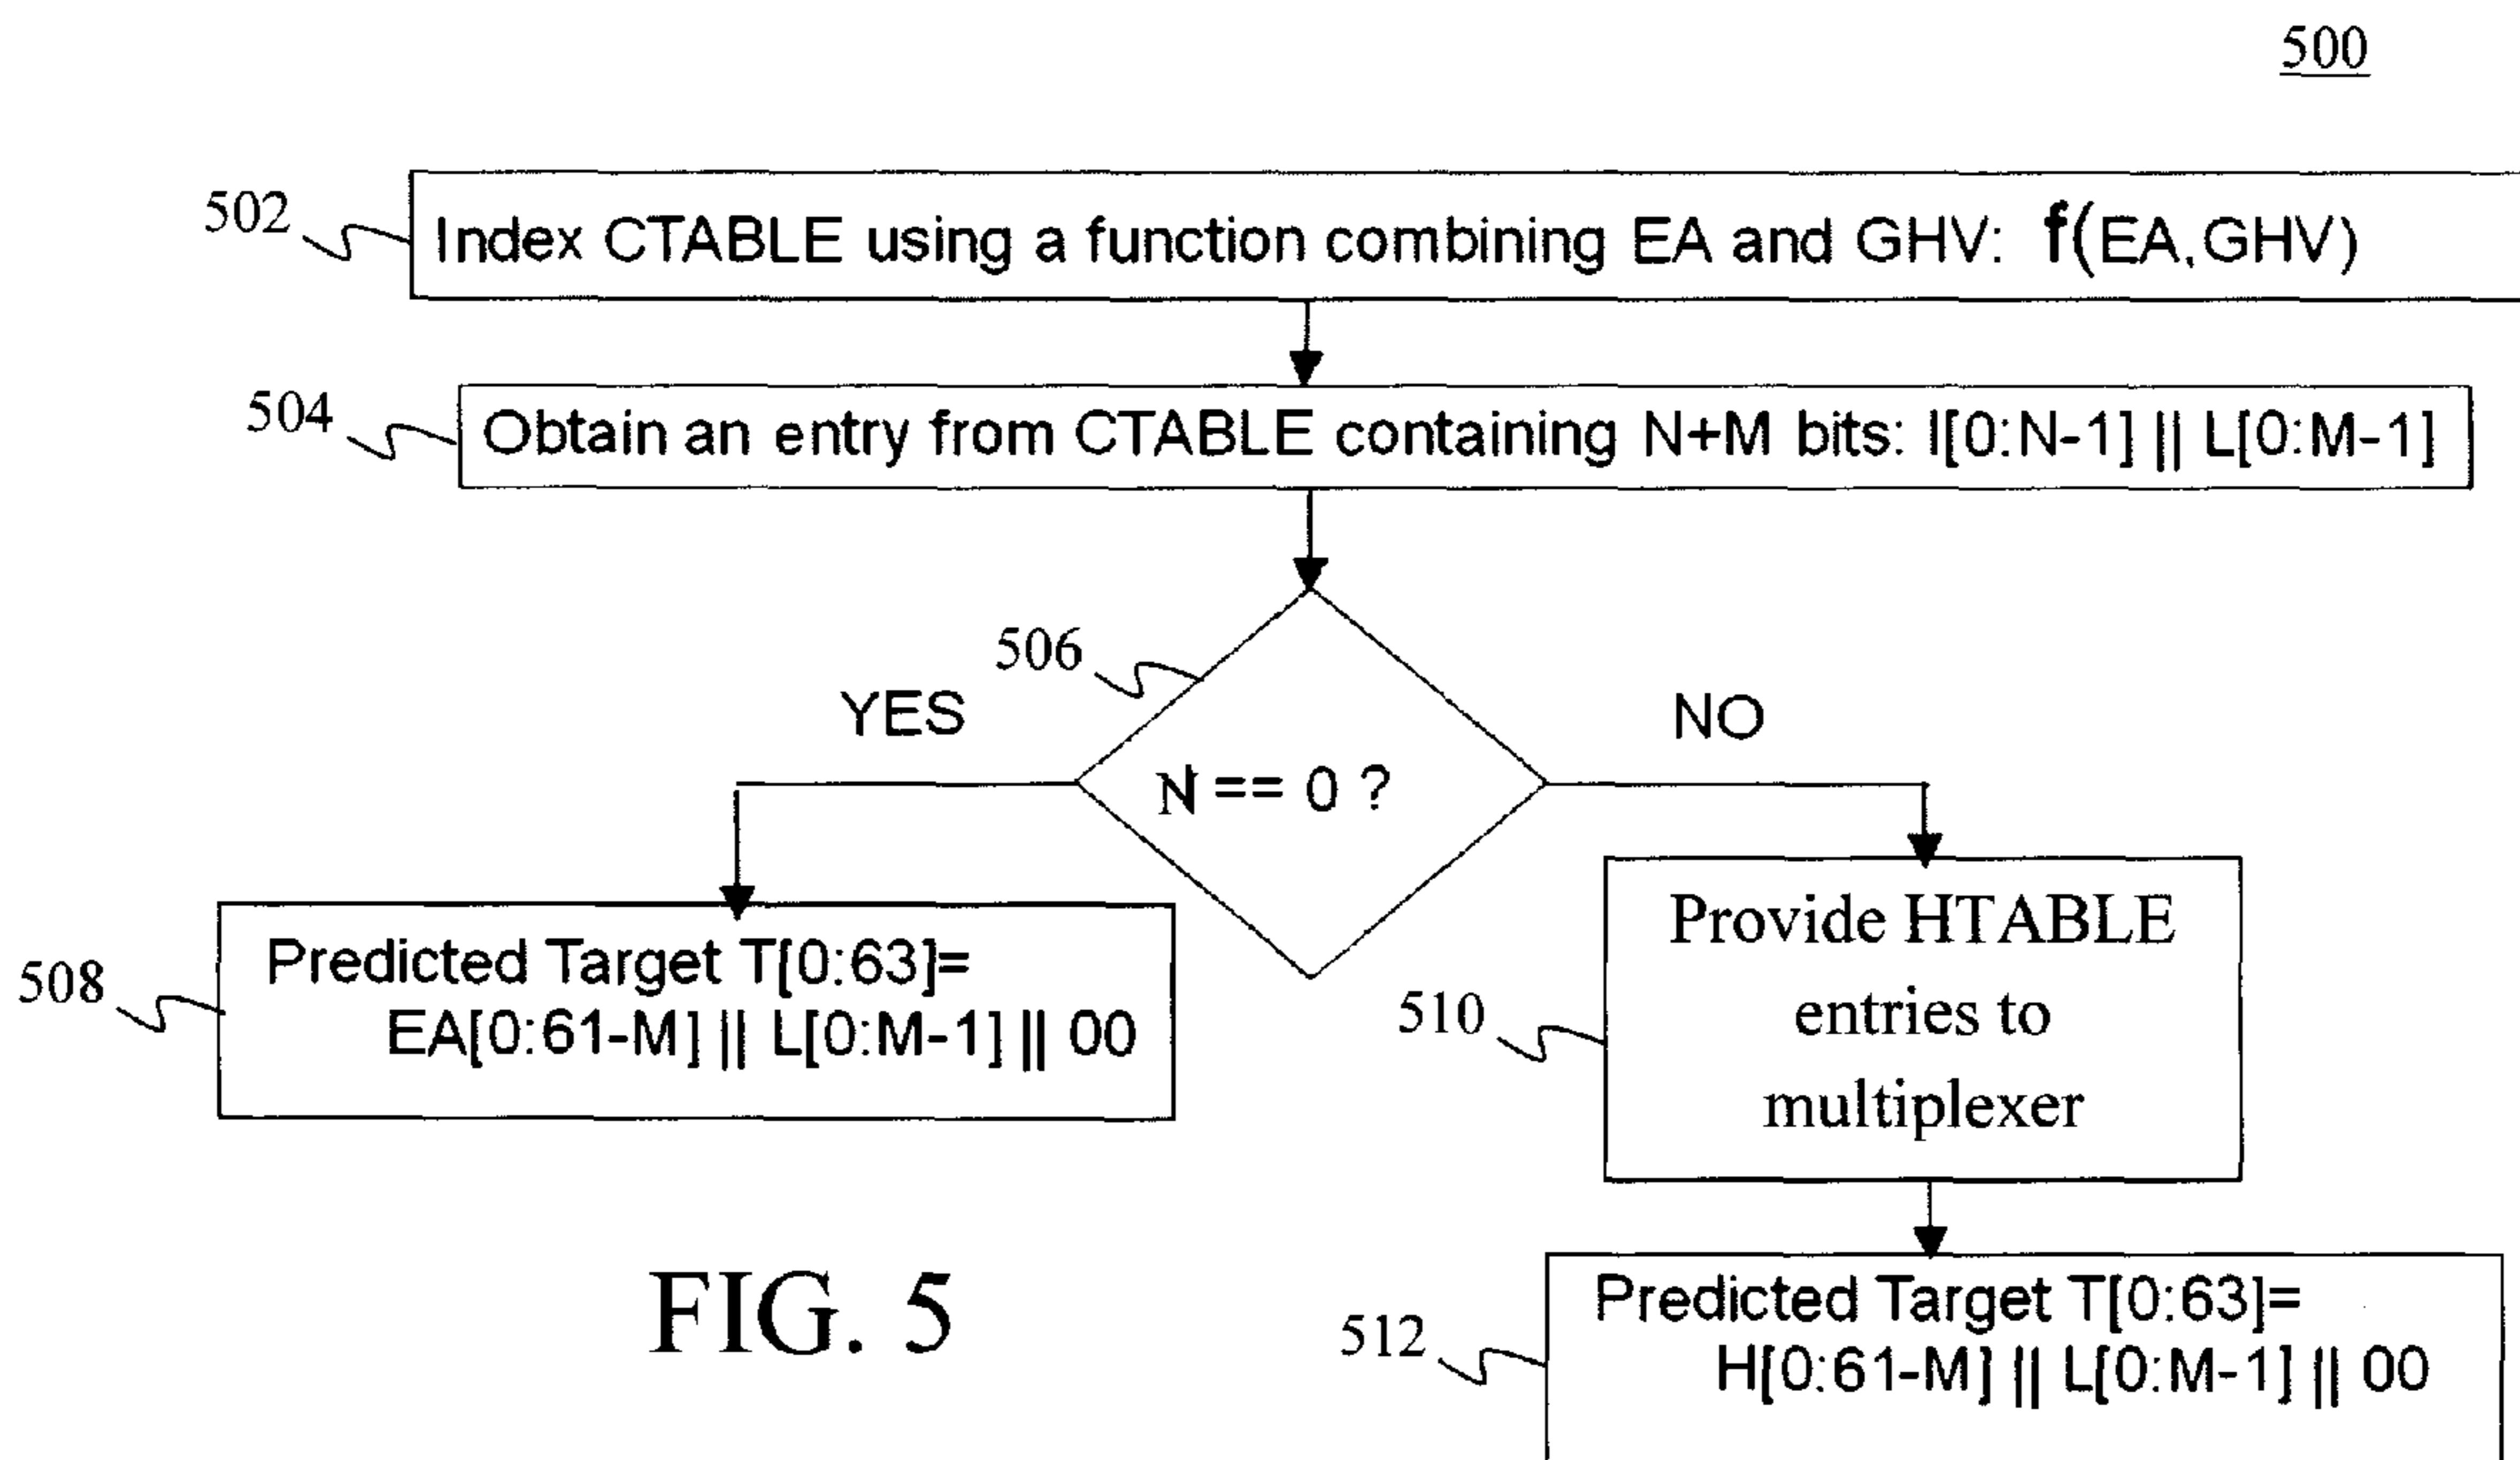 500
502
Index CTABLE using a function combining EA and GHV: f(EA,GHV)
504
Obtain an entry from CTABLE containing N+M bits: I[0:N-1] || L[0:M-1]
506
YES
NO
N == 0 ?
508
Predicted Target T[0:63]=
EA[0:61-M] || L[0:M-1] || 00
510
Provide HTABLE
entries to
multiplexer
512
Predicted Target T[0:63]=
H[0:61-M] || L[0:M-1] || 00
FIG. 5